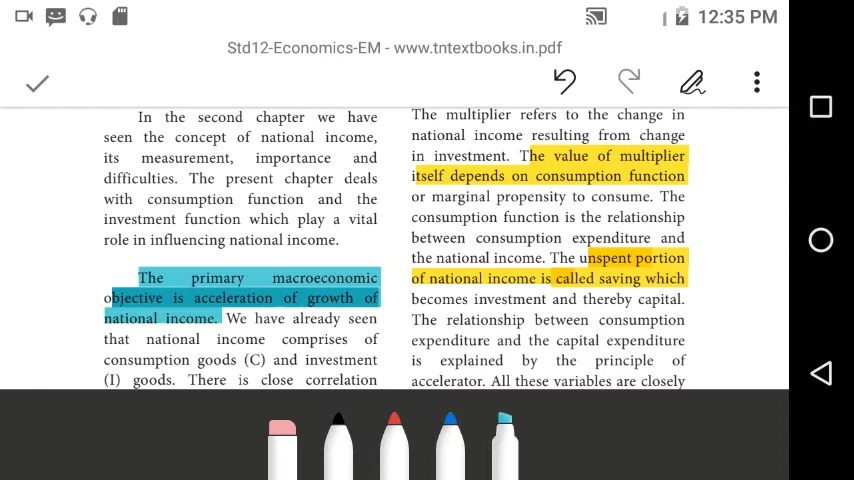 12:35 PM
Std12-Economics-EM - www.tntextbooks.in.pdf
In the second chapter we have
seen the concept of national income,
its measurement, importance and
difficulties. The present chapter deals
with consumption function and the
investment function which play a vital
role in influencing national income.
The primary macroeconomic
objective is acceleration of growth of
national income. We have already seen
that national income comprises of
consumption goods (C) and investment
(I) goods. There is close correlation
The multiplier refers to the change in
national income resulting from change
in investment. The value of multiplier
itself depends on consumption function
or marginal propensity to consume. The
consumption function is the relationship
between consumption expenditure and
the national income. The unspent portion
of national income is called saving which
becomes investment and thereby capital.
The relationship between consumption
expenditure and the capital expenditure
is explained by the principle of
accelerator. All these variables are closely